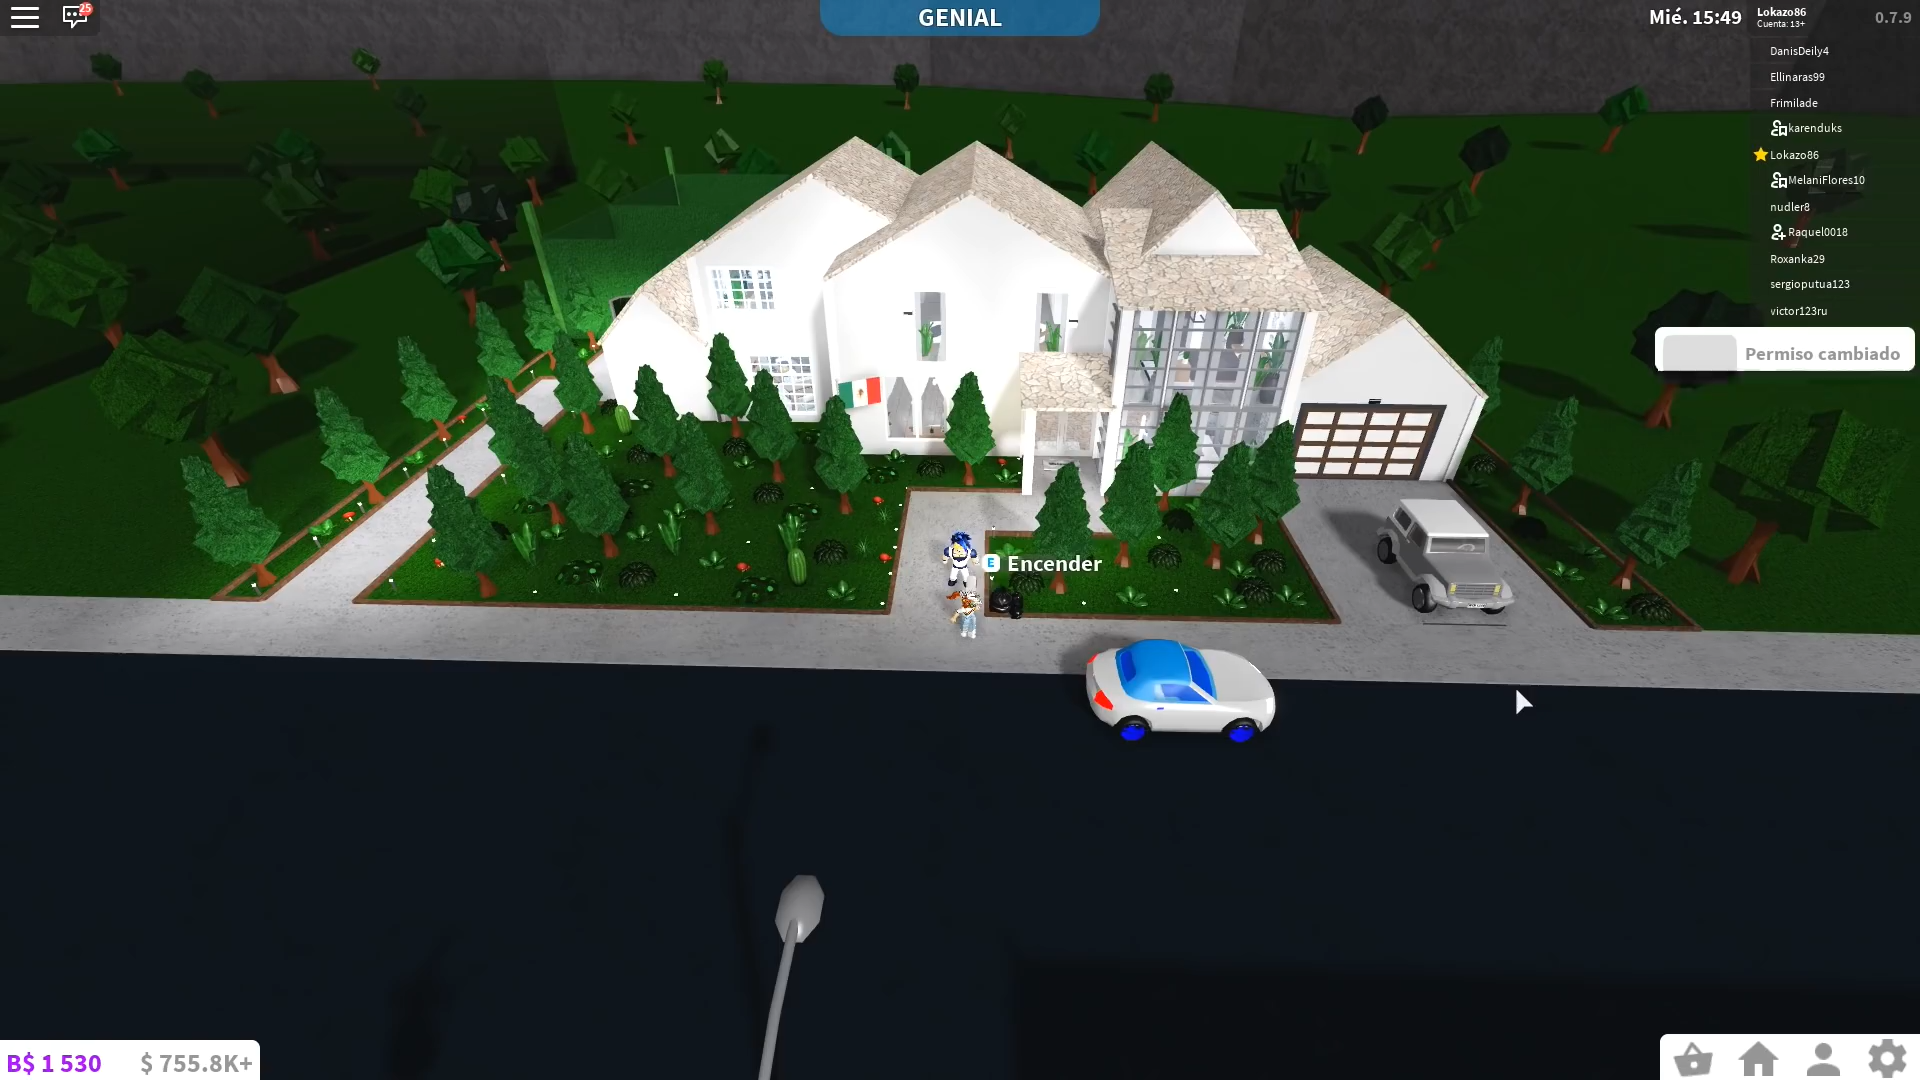 25
GENIAL
Mié. 15:49
Lokazo86
Cuenta: 13+
0.7.9
DanisDeily4
Ellinaras99
Frimilade
karenduks
Lokazo86
MelaniFlores10
nudler8
Raquel0018
Roxanka29
sergioputua123
victor123ru
Permiso cambiado
E Encender
B$ 1 530
$ 755.8K+